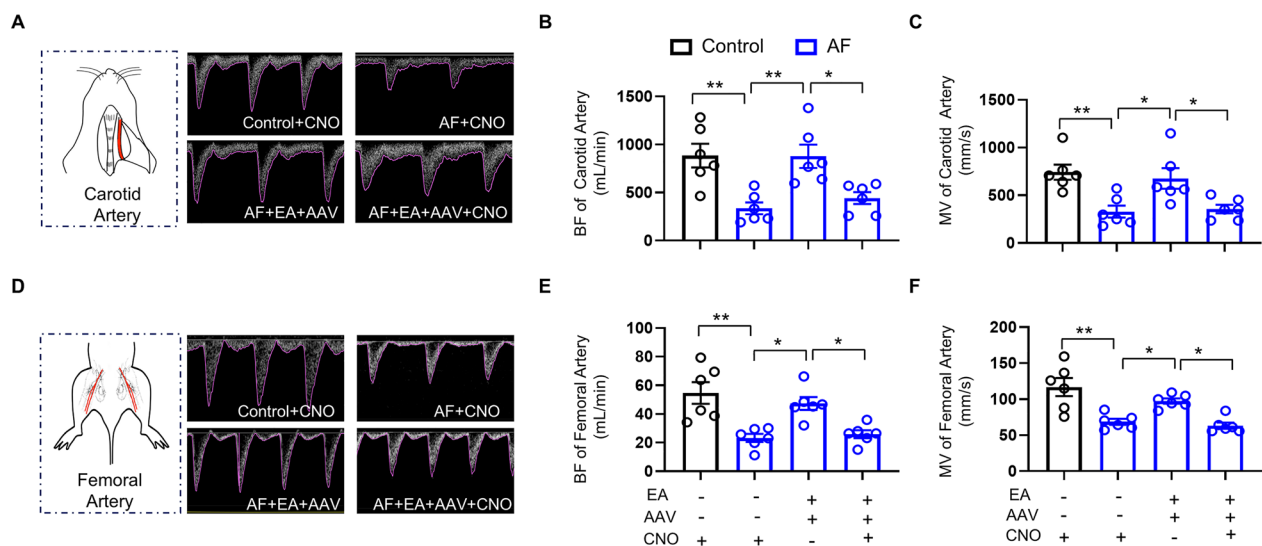 A
Carotid
Artery
Control+CNO
AF+CNO
AF+EA+AAV
AF+EA+AAV+CNO
B
Control
AF
BF of Carotid Artery
(mL/min)
1500
1000
500
0
**
**
*
C
MV of Carotid Artery
(mm/s)
1500
1000
500
0
**
*
*
D
Femoral
Artery
Control+CNO
AF+CNO
AF+EA+AAV
AF+EA+AAV+CNO
E
BF of Femoral Artery
(mL/min)
100
80
60
40
20
0
**
*
*
EA - - + +
AAV - - + +
CNO + + - +
F
MV of Femoral Artery
(mm/s)
200
150
100
50
0
**
*
*
EA - - + +
AAV - - + +
CNO + + - +